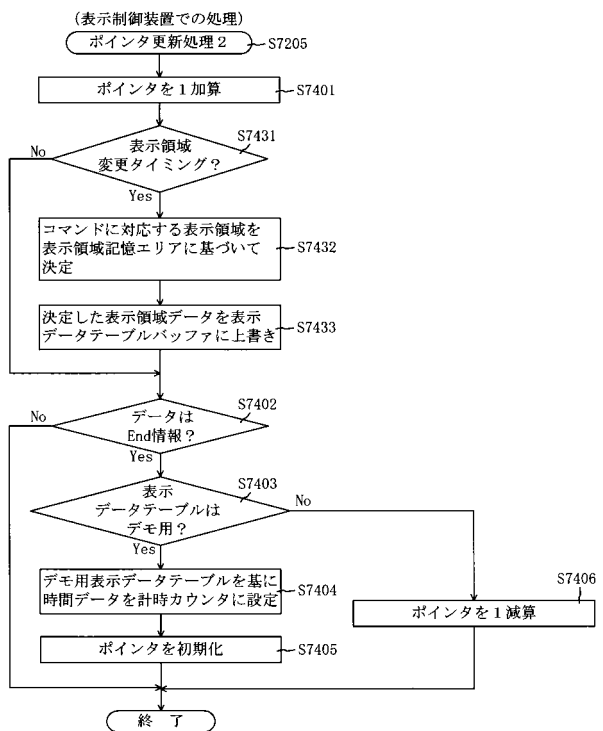 (表示制御装置での処理)
ポインタ更新処理2
S7205
ポインタを1加算
S7401
S7431
表示領域
変更タイミング?
No
Yes
コマンドに対応する表示領域を
表示領域記憶エリアに基づいて
決定
S7432
決定した表示領域データを表示
データテーブルバッファに上書き
S7433
S7402
データは
End情報?
No
Yes
S7403
表示
データテーブルは
デモ用?
No
Yes
デモ用表示データテーブルを基に
時間データを計時カウンタに設定
S7404
S7406
ポインタを1減算
ポインタを初期化
S7405
終 了